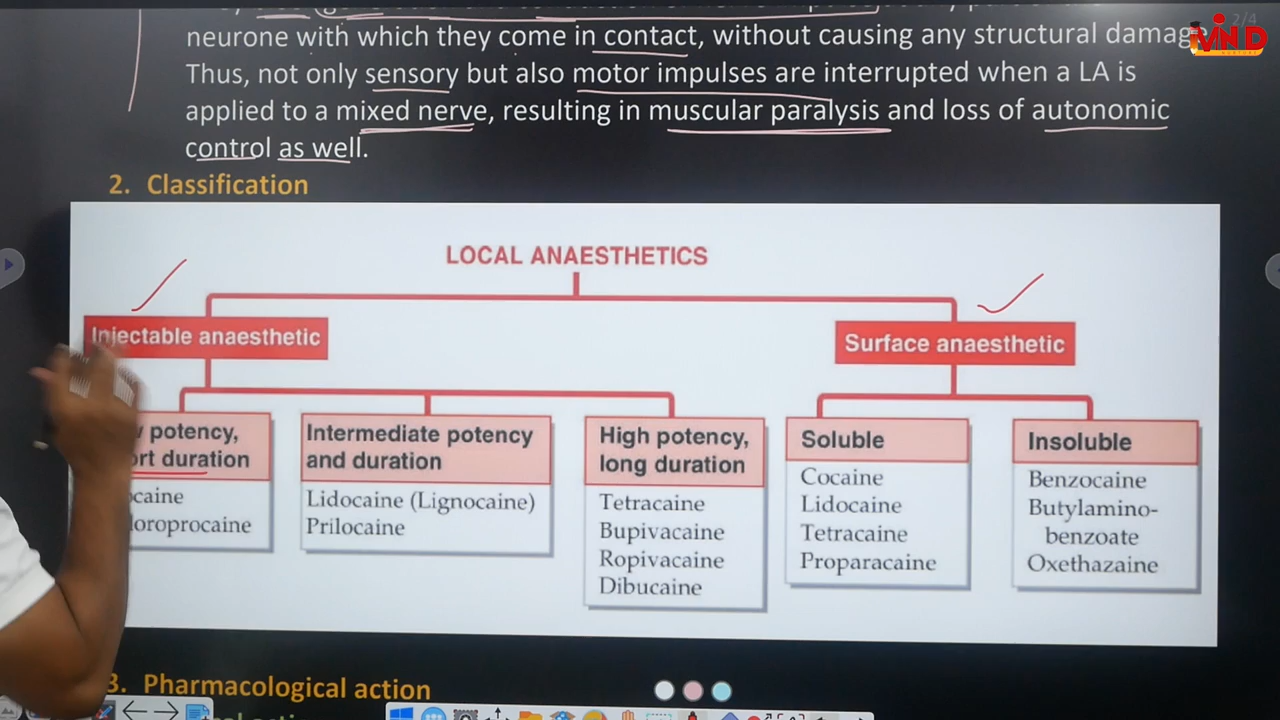 neurone with which they come in contact, without causing any structural damage
Thus, not only sensory but also motor impulses are interrupted when a LA is
applied to a mixed nerve, resulting in muscular paralysis and loss of autonomic
control as well.
2. Classification
LOCAL ANAESTHETICS
Injectable anaesthetic
Surface anaesthetic
potency,
duration
Intermediate potency
and duration
High potency,
long duration
Soluble
Insoluble
Lidocaine (Lignocaine)
Prilocaine
Tetracaine
Bupivacaine
Ropivacaine
Dibucaine
Cocaine
Lidocaine
Tetracaine
Proparacaine
Benzocaine
Butylamino-
benzoate
Oxethazaine
3. Pharmacological action
2/4